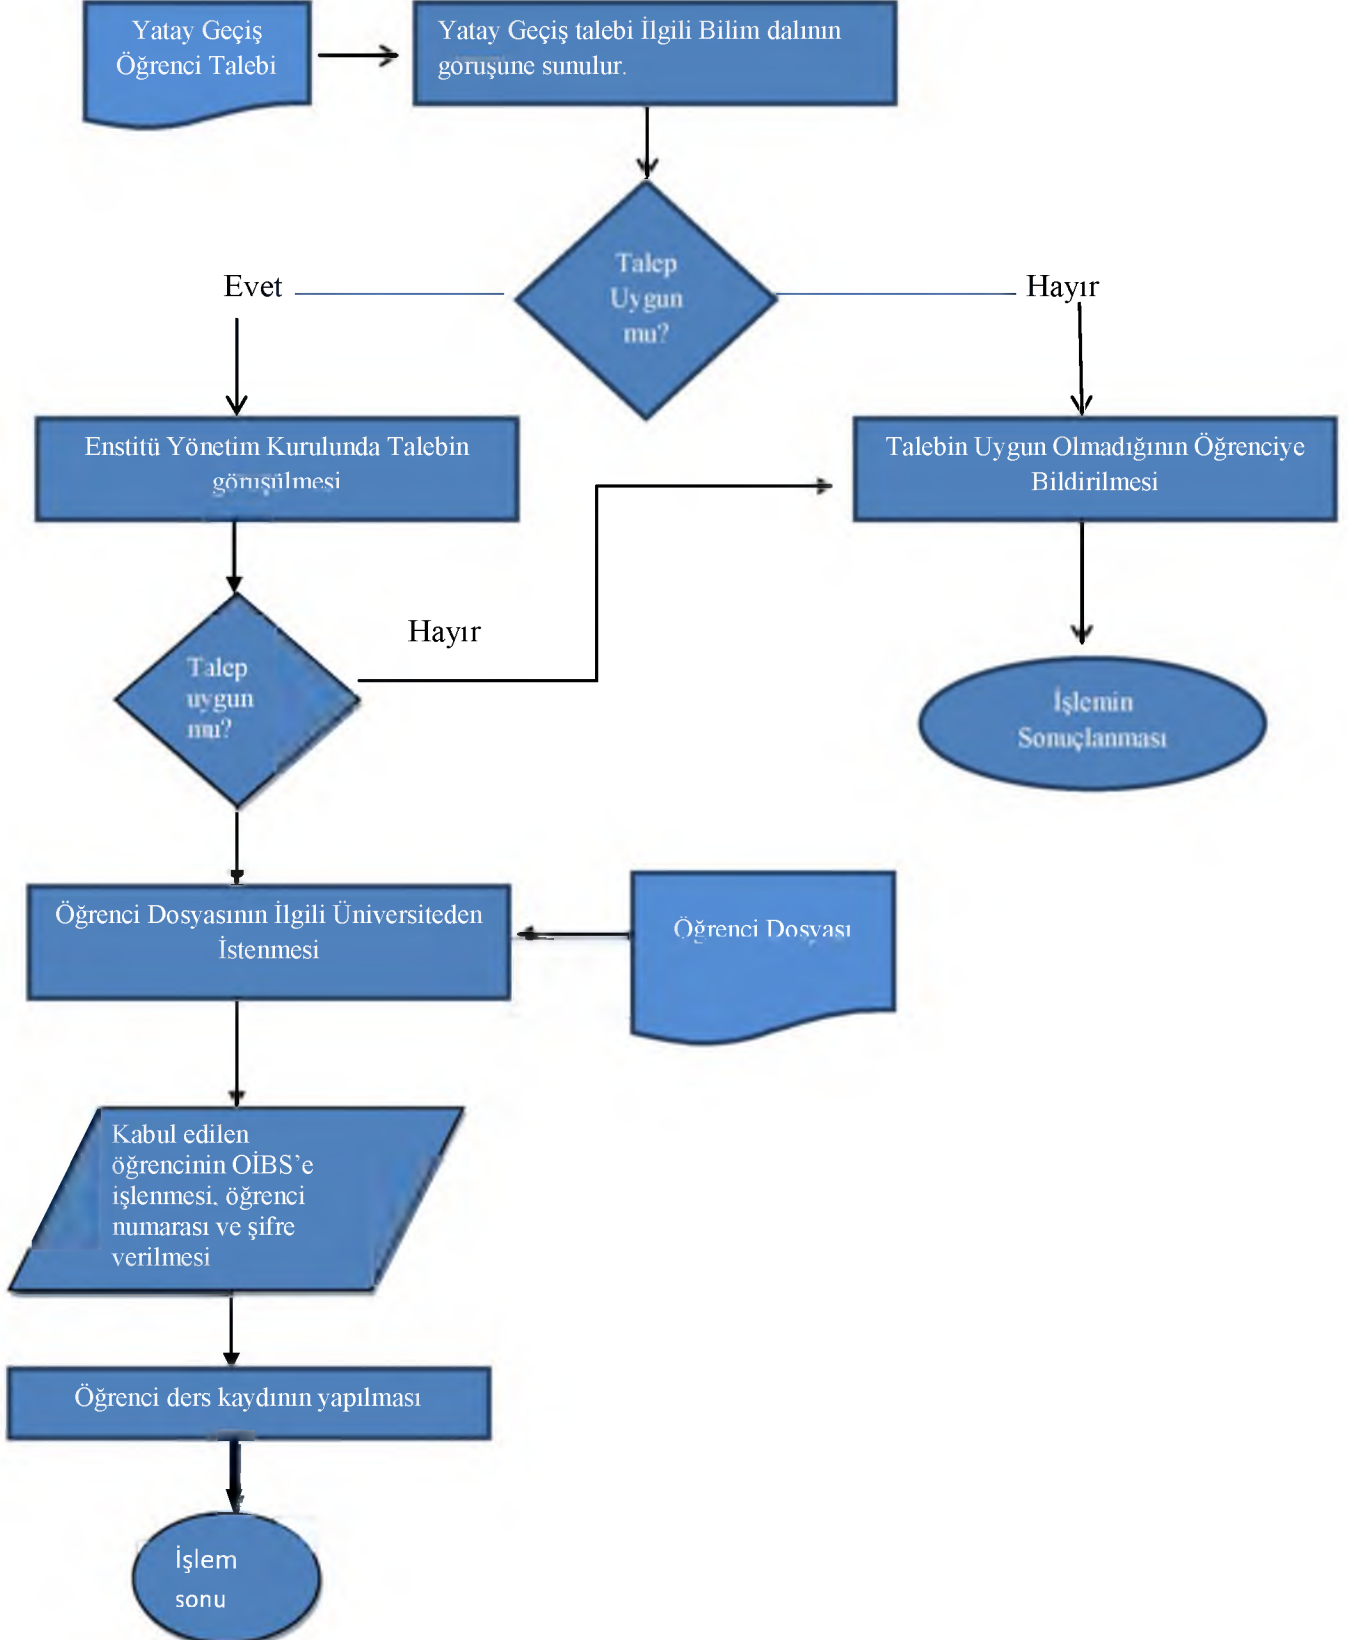 Yatay Geçiş
Öğrenci Talebi
Yatay Geçiş talebi İlgili Bilim dalının
görüşüne sunulur.
Talep
Uygun
mu?
Evet
Hayır
Enstitü Yönetim Kurulunda Talebin
görüşülmesi
Talebin Uygun Olmadığının Öğrenciye
Bildirilmesi
Hayır
Talep
uygun
mu?
İşlemin
Sonuçlanması
Öğrenci Dosyasının İlgili Üniversiteden
İstenmesi
Öğrenci Dosyası
Kabul edilen
öğrencinin OİBS’e
işlenmesi, öğrenci
numarası ve şifre
verilmesi
Öğrenci ders kaydının yapılması
İşlem
sonu